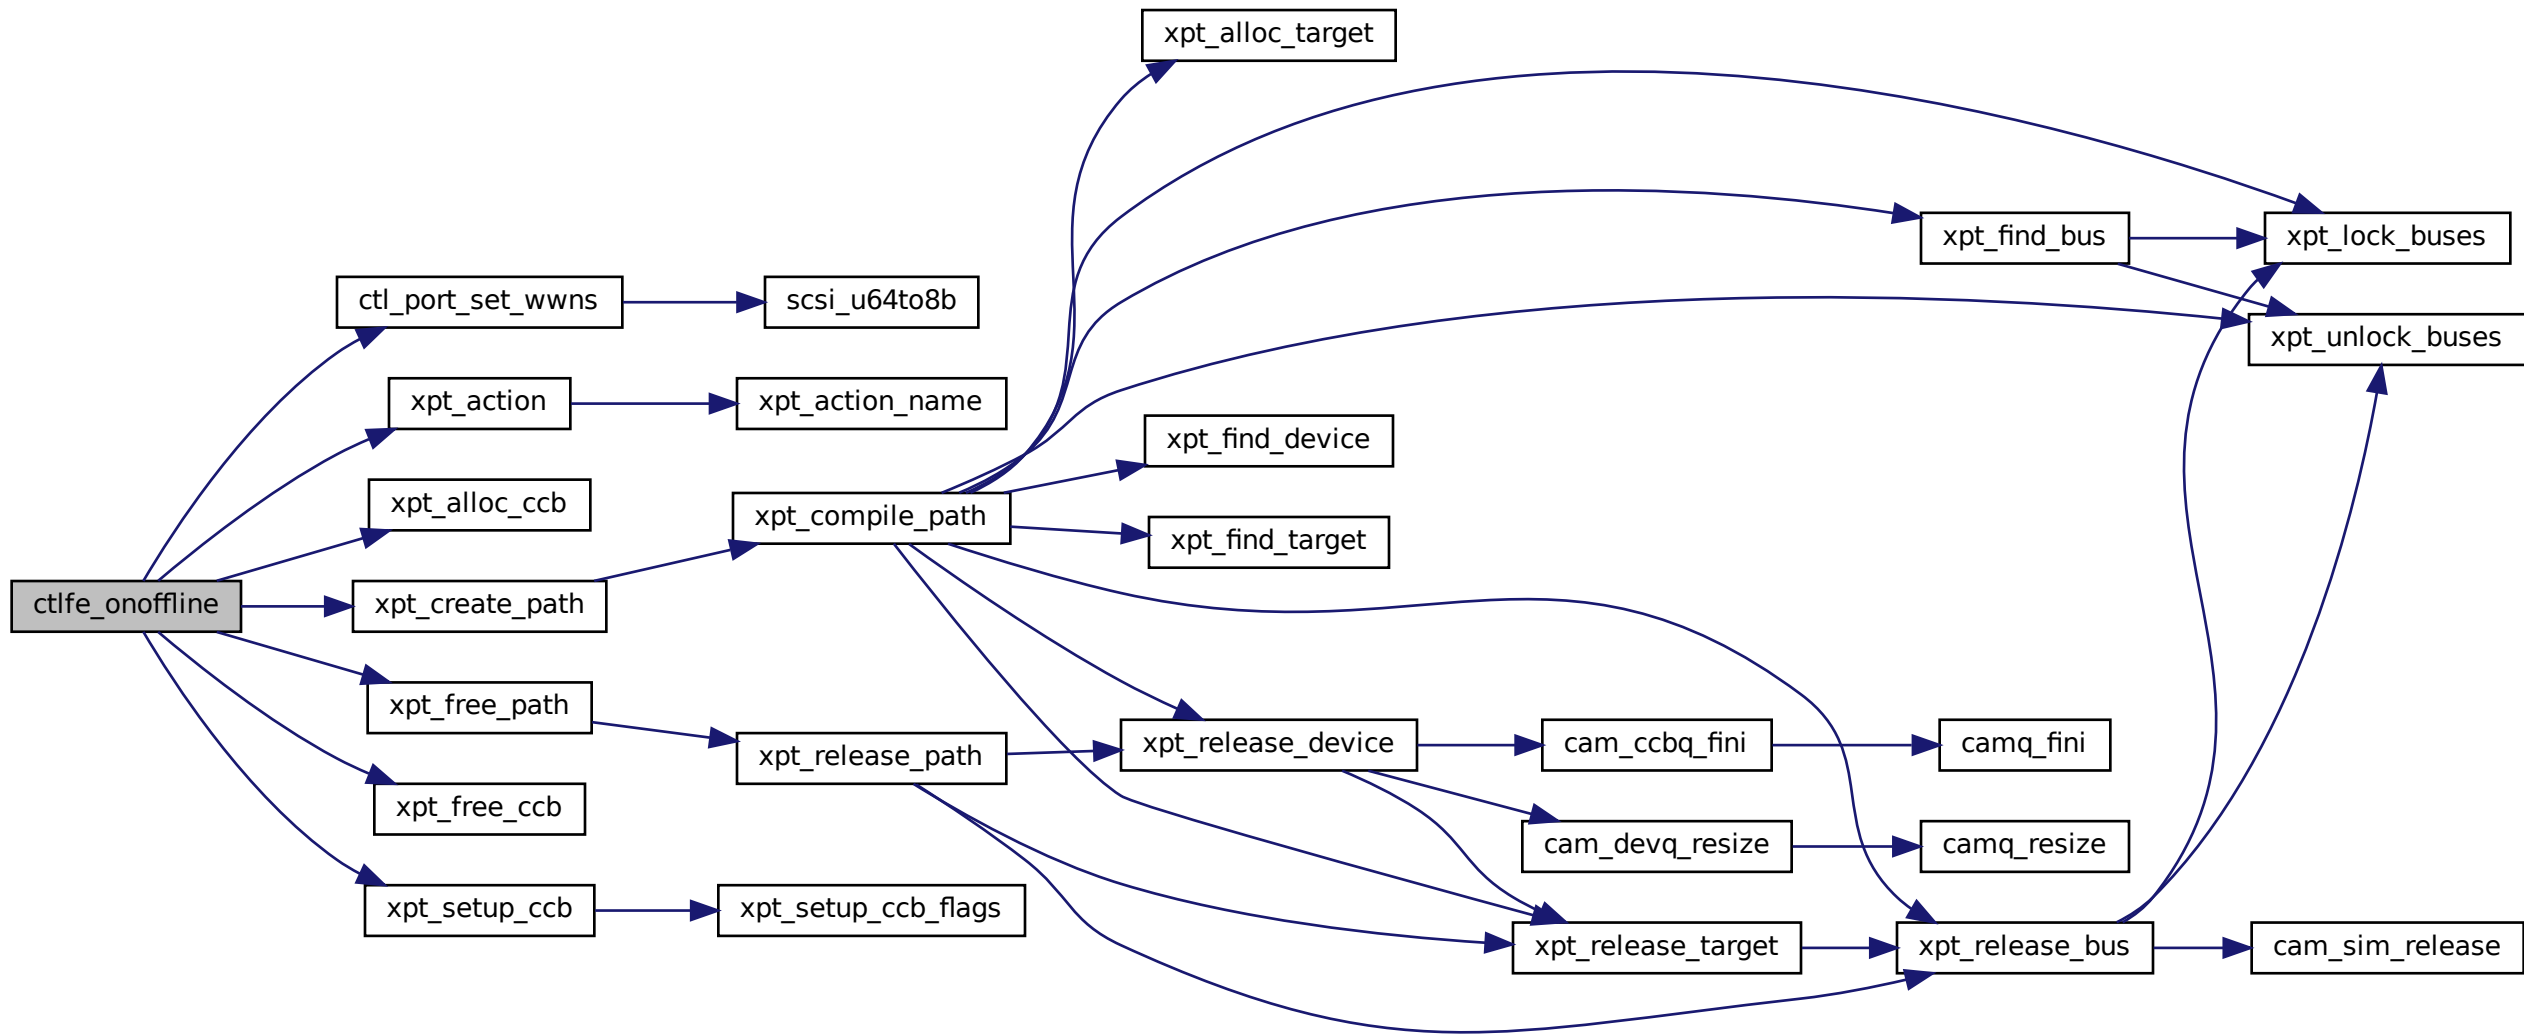 xpt_alloc_target
xpt_find_bus
xpt_lock_buses
ctl_port_set_wwns
scsi_u64to8b
xpt_unlock_buses
xpt_action
xpt_action_name
xpt_find_device
xpt_alloc_ccb
xpt_compile_path
xpt_find_target
ctlfe_onoffline
xpt_create_path
xpt_free_path
xpt_release_path
xpt_release_device
cam_ccbq_fini
camq_fini
xpt_free_ccb
cam_devq_resize
camq_resize
xpt_setup_ccb
xpt_setup_ccb_flags
xpt_release_target
xpt_release_bus
cam_sim_release